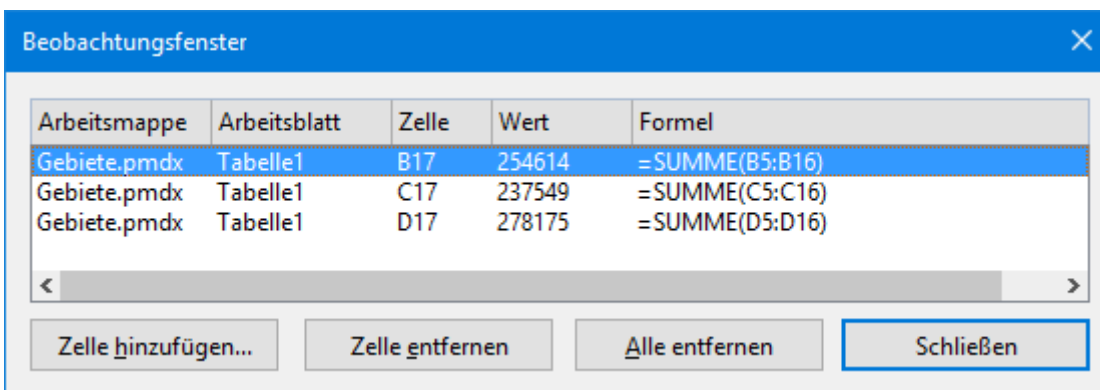 Beobachtungsfenster
Arbeitsmappe Arbeitsblatt Zelle Wert Formel
Gebiete.pmdx Tabelle1 B17 254614 =SUMME(B5:B16)
Gebiete.pmdx Tabelle1 C17 237549 =SUMME(C5:C16)
Gebiete.pmdx Tabelle1 D17 278175 =SUMME(D5:D16)
Zelle hinzufügen... Zelle entfernen Alle entfernen Schließen